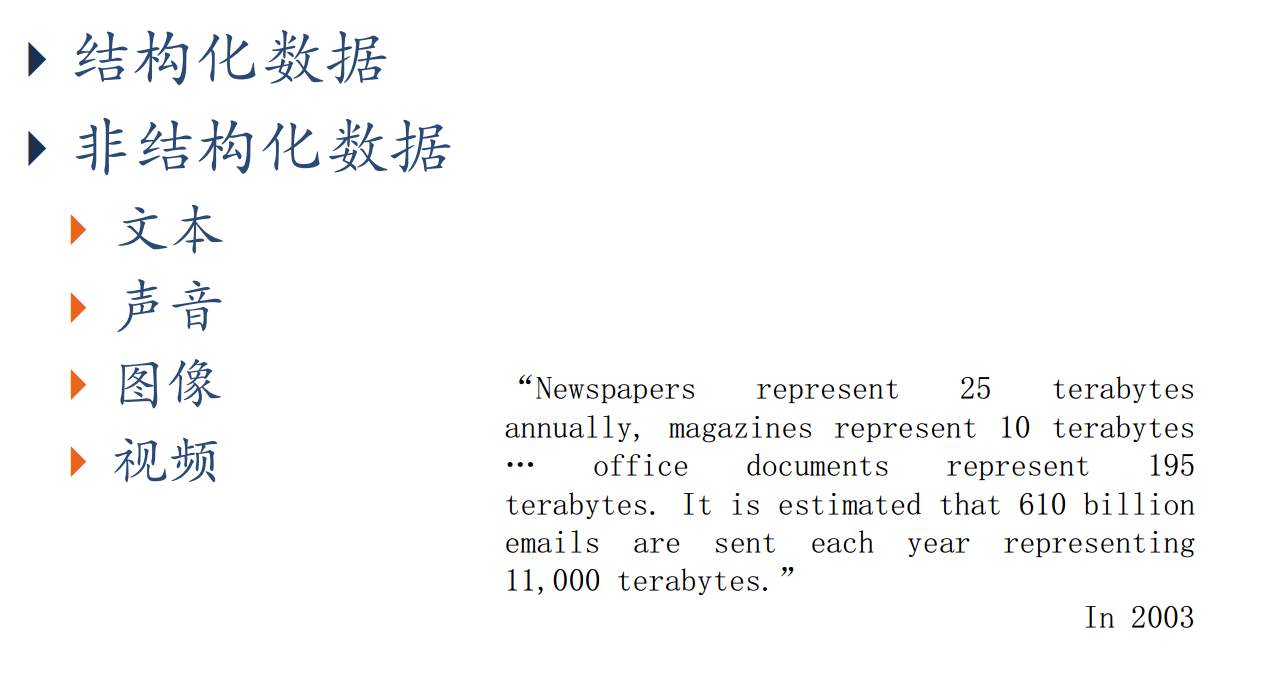 结构化数据
非结构化数据
文本
声音
图像
视频
“Newspapers represent 25 terabytes
annually, magazines represent 10 terabytes
… office documents represent 195
terabytes. It is estimated that 610 billion
emails are sent each year representing
11,000 terabytes.”
In 2003